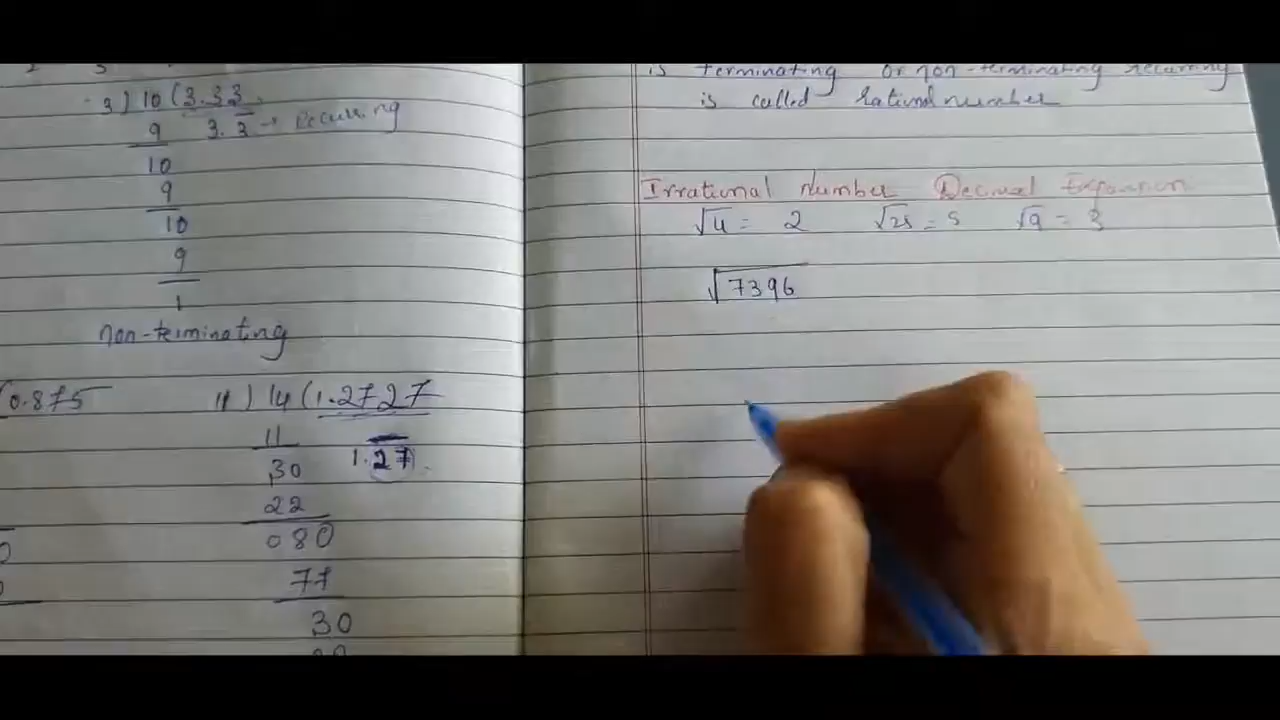 3 ) 10 ( 3.33
9 3.3̅ → Recurring
10
9
10
9
1
non-terminating
0.875
11 ) 14 ( 1.2727
11
30 1.2̅7̅
22
080
77
30
is terminating or non-terminating recurring
is called rational number
Irrational number Decimal Expansion
√4 = 2 √25 = 5 √9 = 3
√7396